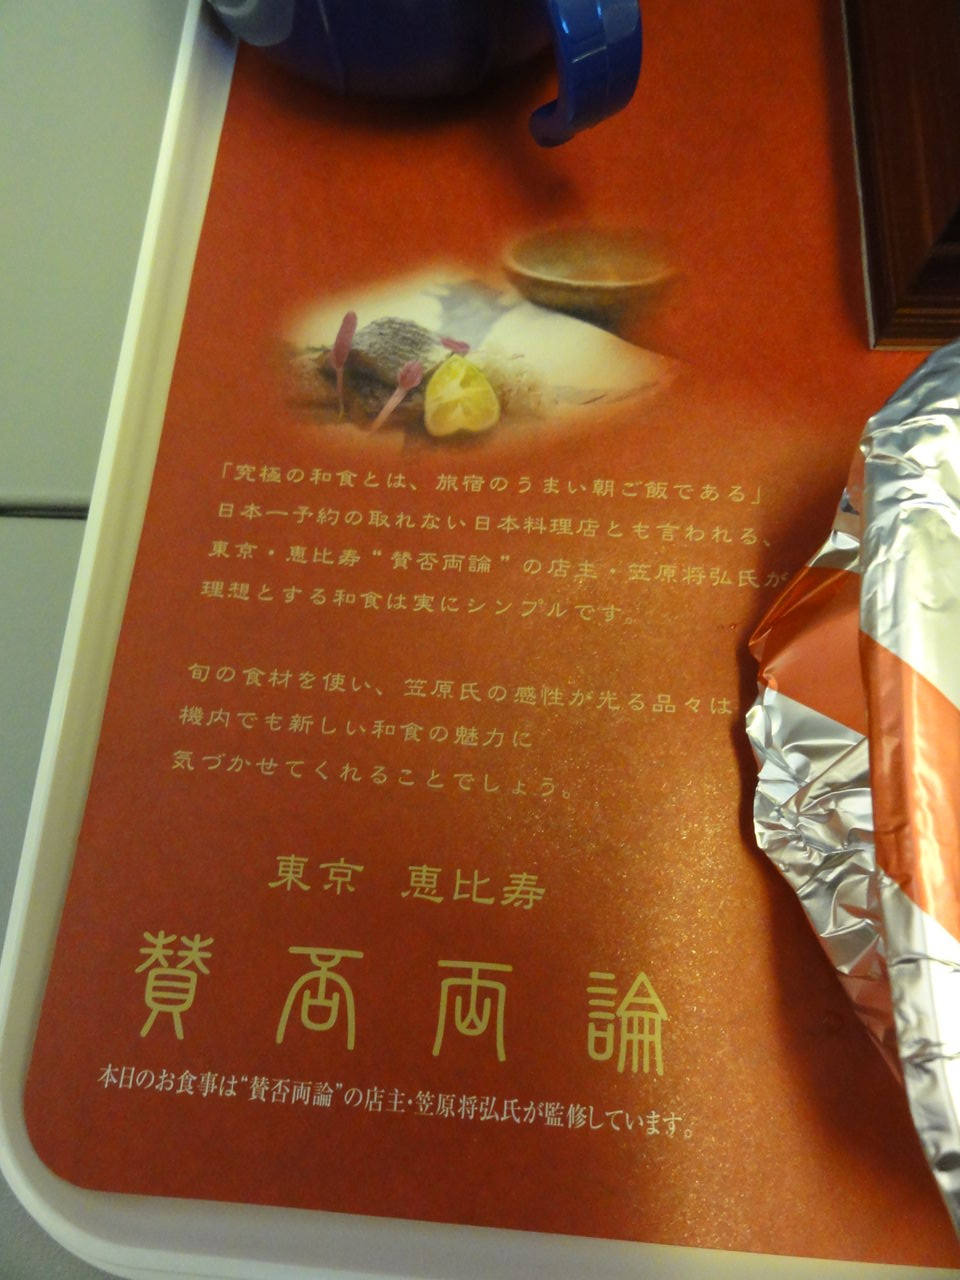 「究極の和食とは、旅宿のうまい朝ご飯である」
日本一予約の取れない日本料理店とも言われる、
東京・恵比寿“賛否両論”の店主・笠原将弘氏が
理想とする和食は実にシンプルです。
旬の食材を使い、笠原氏の感性が光る品々は
機内でも新しい和食の魅力に
気づかせてくれることでしょう。
東京 恵比寿
賛否両論
本日のお食事は“賛否両論”の店主・笠原将弘氏が監修しています。